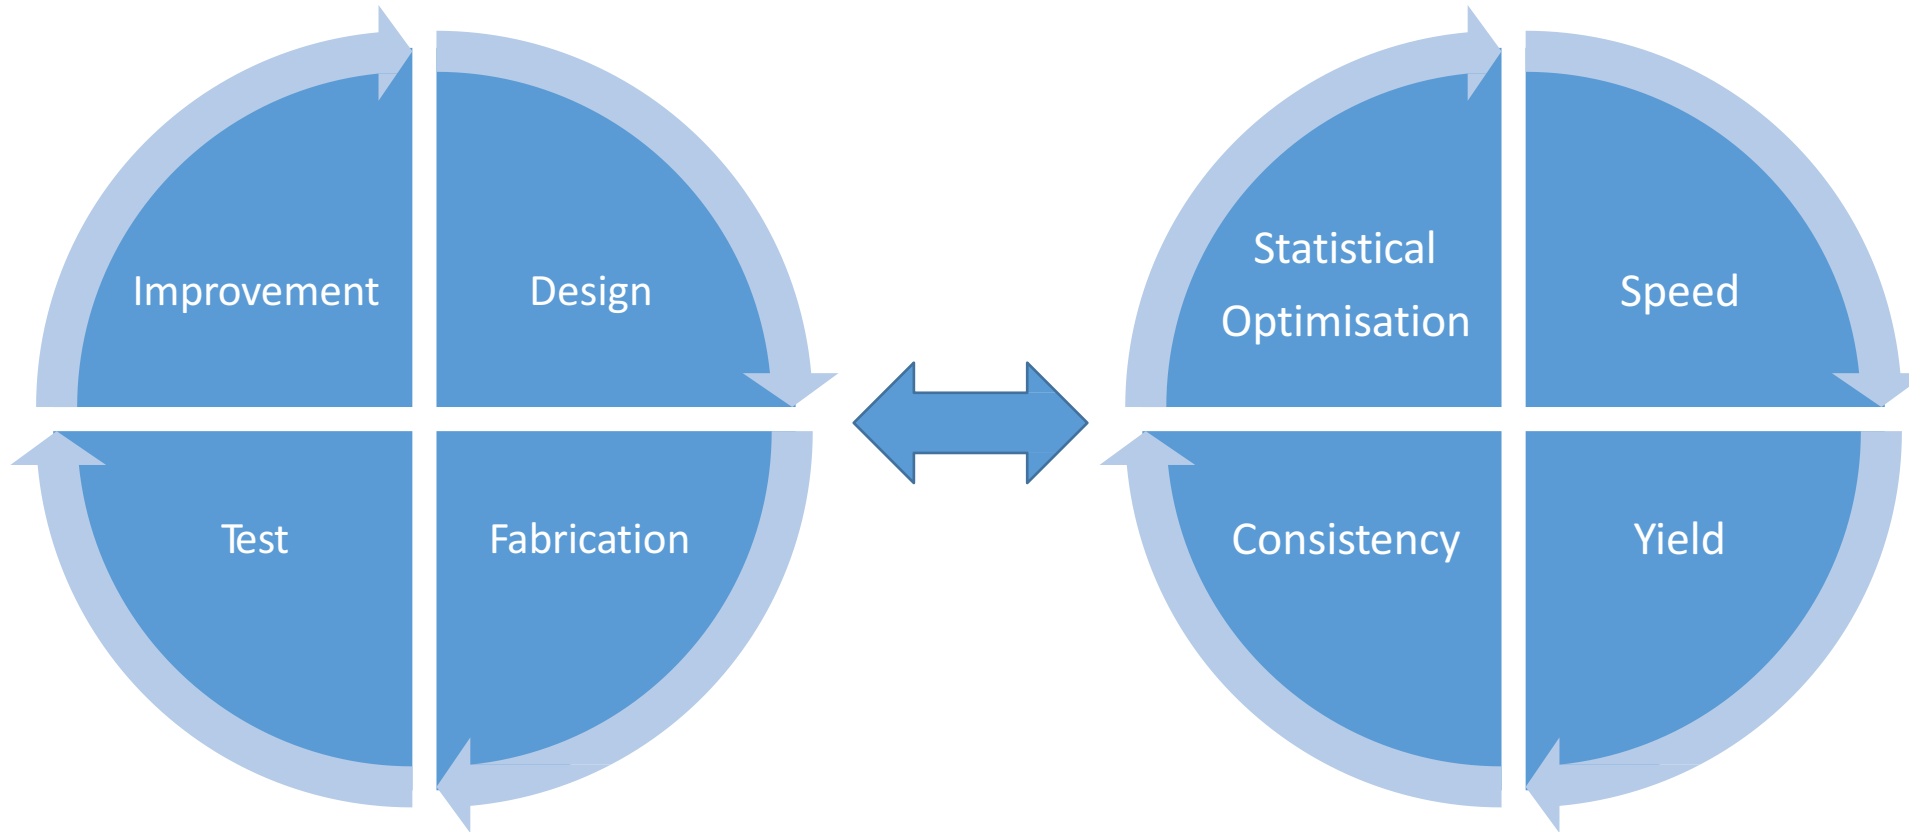 Improvement
Design
Test
Fabrication
Statistical
Optimisation
Speed
Consistency
Yield